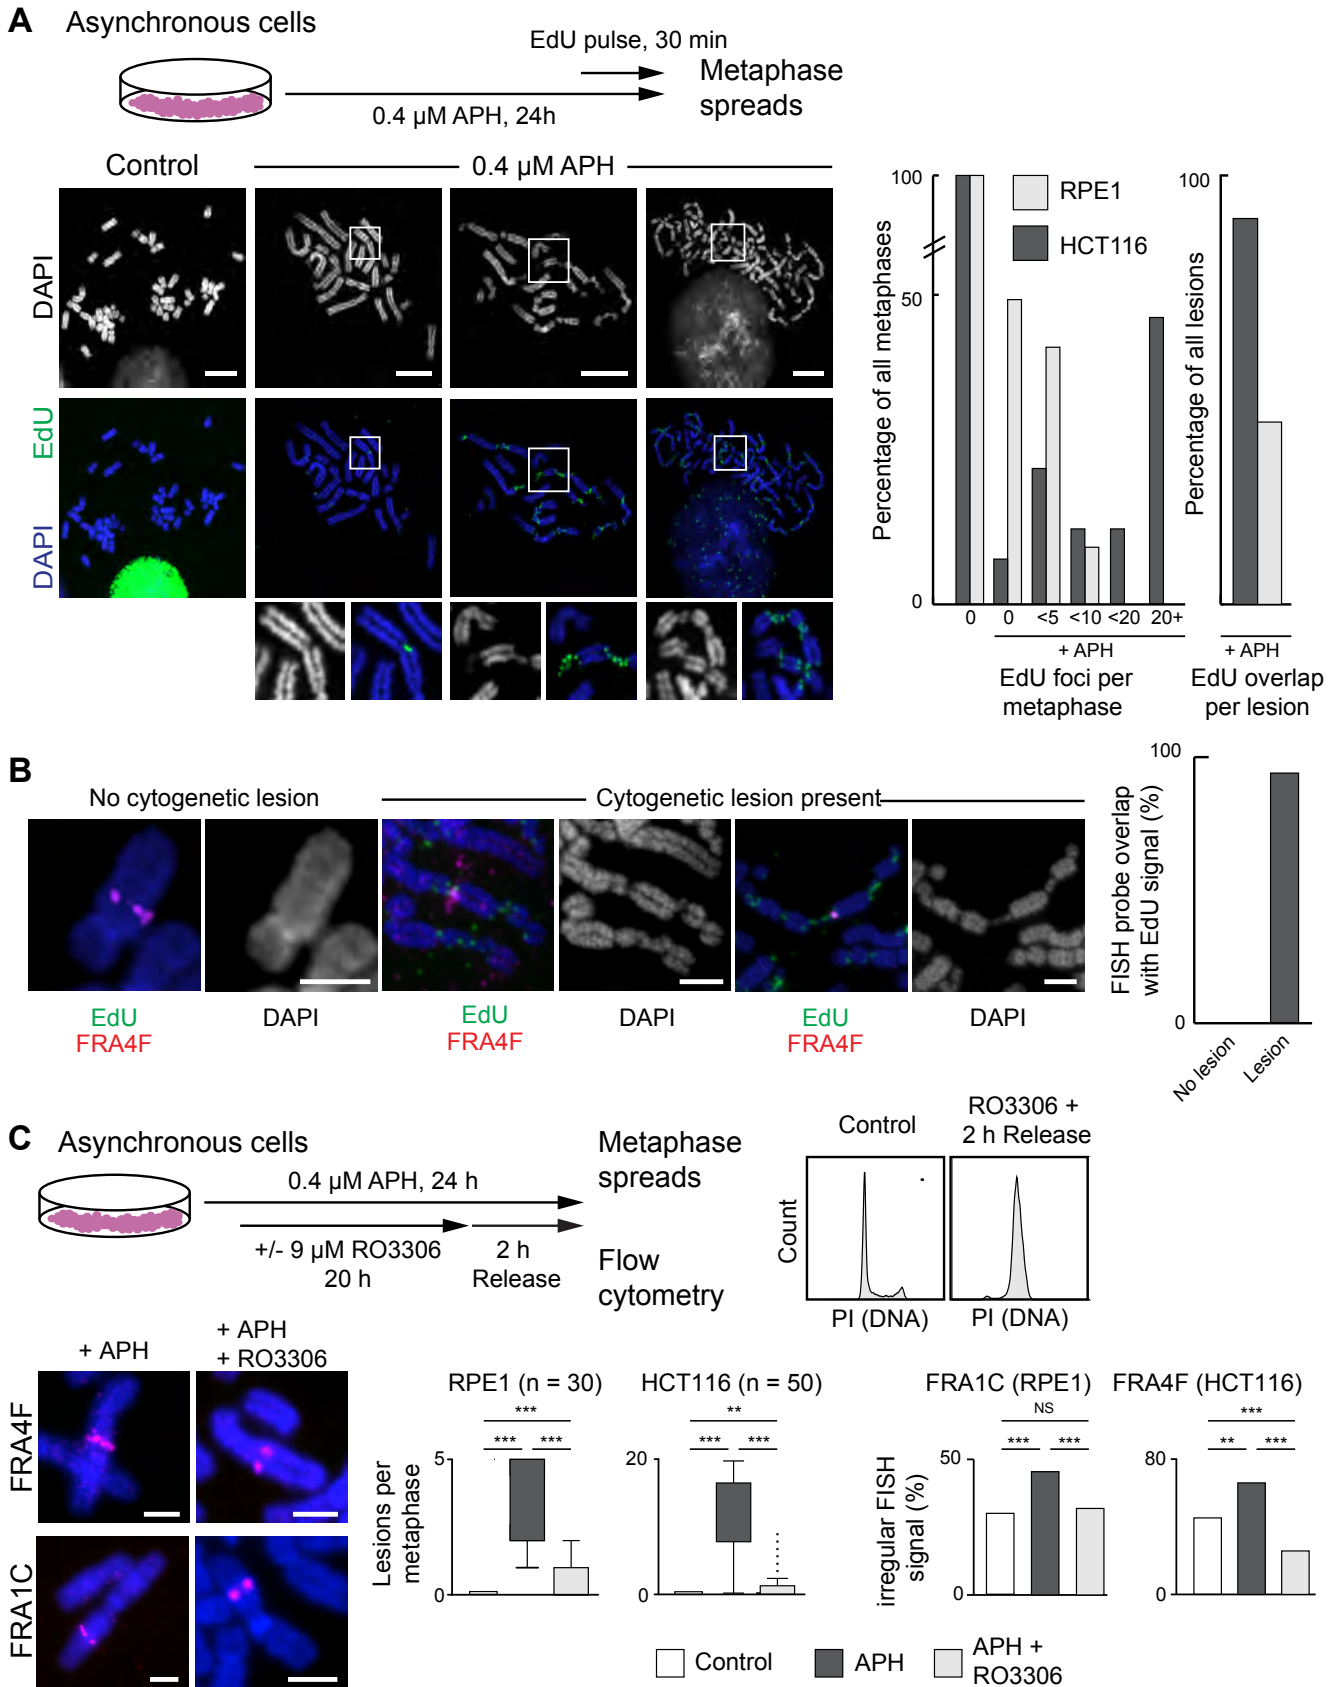 A Asynchronous cells
EdU pulse, 30 min
0.4 µM APH, 24h
Metaphase
spreads
Control
0.4 µM APH
DAPI
EdU
DAPI
Percentage of all metaphases
100
50
0
RPE1
HCT116
0 0 <5 <10 <20 20+
+ APH
EdU foci per
metaphase
Percentage of all lesions
100
+ APH
EdU overlap
per lesion
B
No cytogenetic lesion
Cytogenetic lesion present
EdU
FRA4F
DAPI
EdU
FRA4F
DAPI
EdU
FRA4F
DAPI
FISH probe overlap
with EdU signal (%)
100
0
No lesion
Lesion
C Asynchronous cells
0.4 µM APH, 24 h
+/- 9 µM RO3306
20 h
2 h
Release
Metaphase
spreads
Flow
cytometry
Control
RO3306 +
2 h Release
Count
PI (DNA)
PI (DNA)
+ APH
+ APH
+ RO3306
FRA4F
FRA1C
RPE1 (n = 30)
***
*** ***
Lesions per
metaphase
5
0
HCT116 (n = 50)
**
*** ***
20
0
FRA1C (RPE1)
NS
*** ***
irregular FISH
signal (%)
50
0
FRA4F (HCT116)
***
** ***
80
0
Control
APH
APH +
RO3306